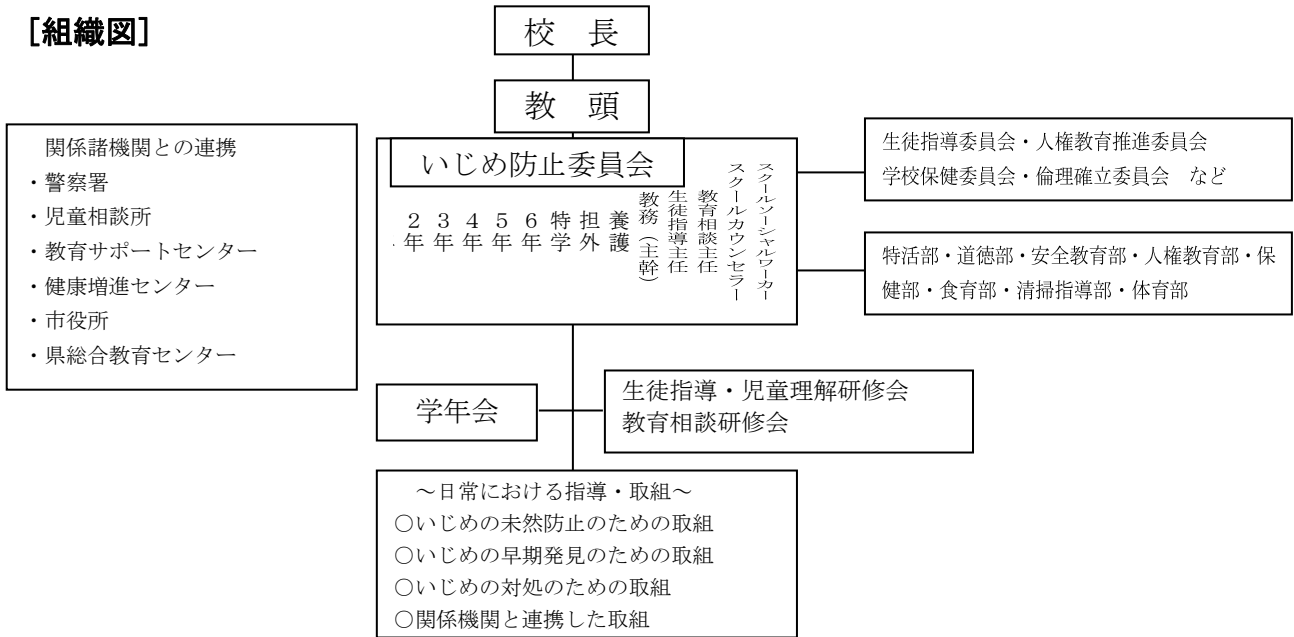 [組織図]
校　長
教　頭
関係諸機関との連携
・警察署
・児童相談所
・教育サポートセンター
・健康増進センター
・市役所
・県総合教育センター
いじめ防止委員会
２年
３年
４年
５年
６年
特学
担外
養護
教務（主幹）
生徒指導主任
教育相談主任
スクールカウンセラー
スクールソーシャルワーカー
生徒指導委員会・人権教育推進委員会
学校保健委員会・倫理確立委員会　など
特活部・道徳部・安全教育部・人権教育部・保
健部・食育部・清掃指導部・体育部
学年会
生徒指導・児童理解研修会
教育相談研修会
～日常における指導・取組～
○いじめの未然防止のための取組
○いじめの早期発見のための取組
○いじめの対処のための取組
○関係機関と連携した取組